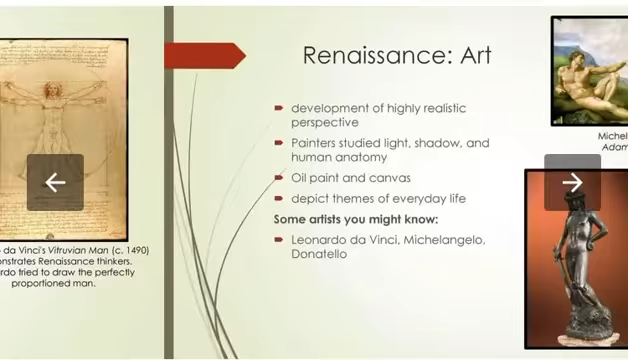 Renaissance: Art
development of highly realistic
perspective
Painters studied light, shadow, and
human anatomy
Oil paint and canvas
depict themes of everyday life
Some artists you might know:
Leonardo da Vinci, Michelangelo,
Donatello
da Vinci's Vitruvian Man (c. 1490)
nstrates Renaissance thinkers.
rdo tried to draw the perfectly
proportioned man.
Michel
Adam